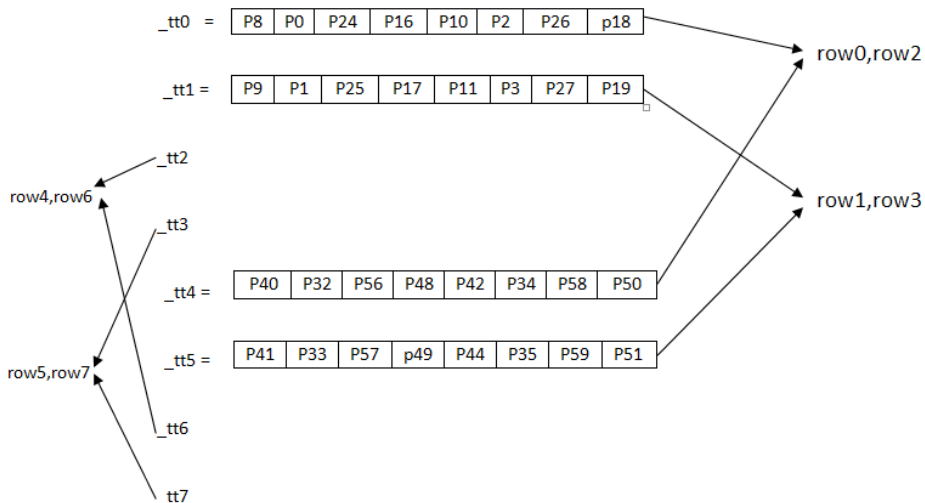 _tt0 = P8 P0 P24 P16 P10 P2 P26 p18
row0,row2
_tt1 = P9 P1 P25 P17 P11 P3 P27 P19
_tt2
row4,row6
row1,row3
_tt3
_tt4 = P40 P32 P56 P48 P42 P34 P58 P50
_tt5 = P41 P33 P57 p49 P44 P35 P59 P51
row5,row7
_tt6
_tt7